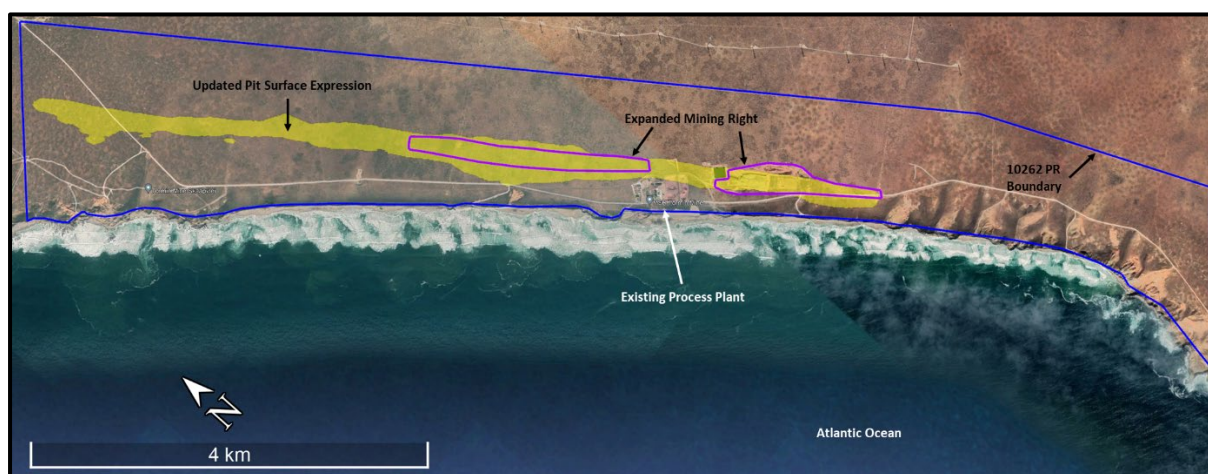 Updated Pit Surface Expression
Expanded Mining Right
10262 PR
Boundary
Existing Process Plant
Atlantic Ocean
N
4 km